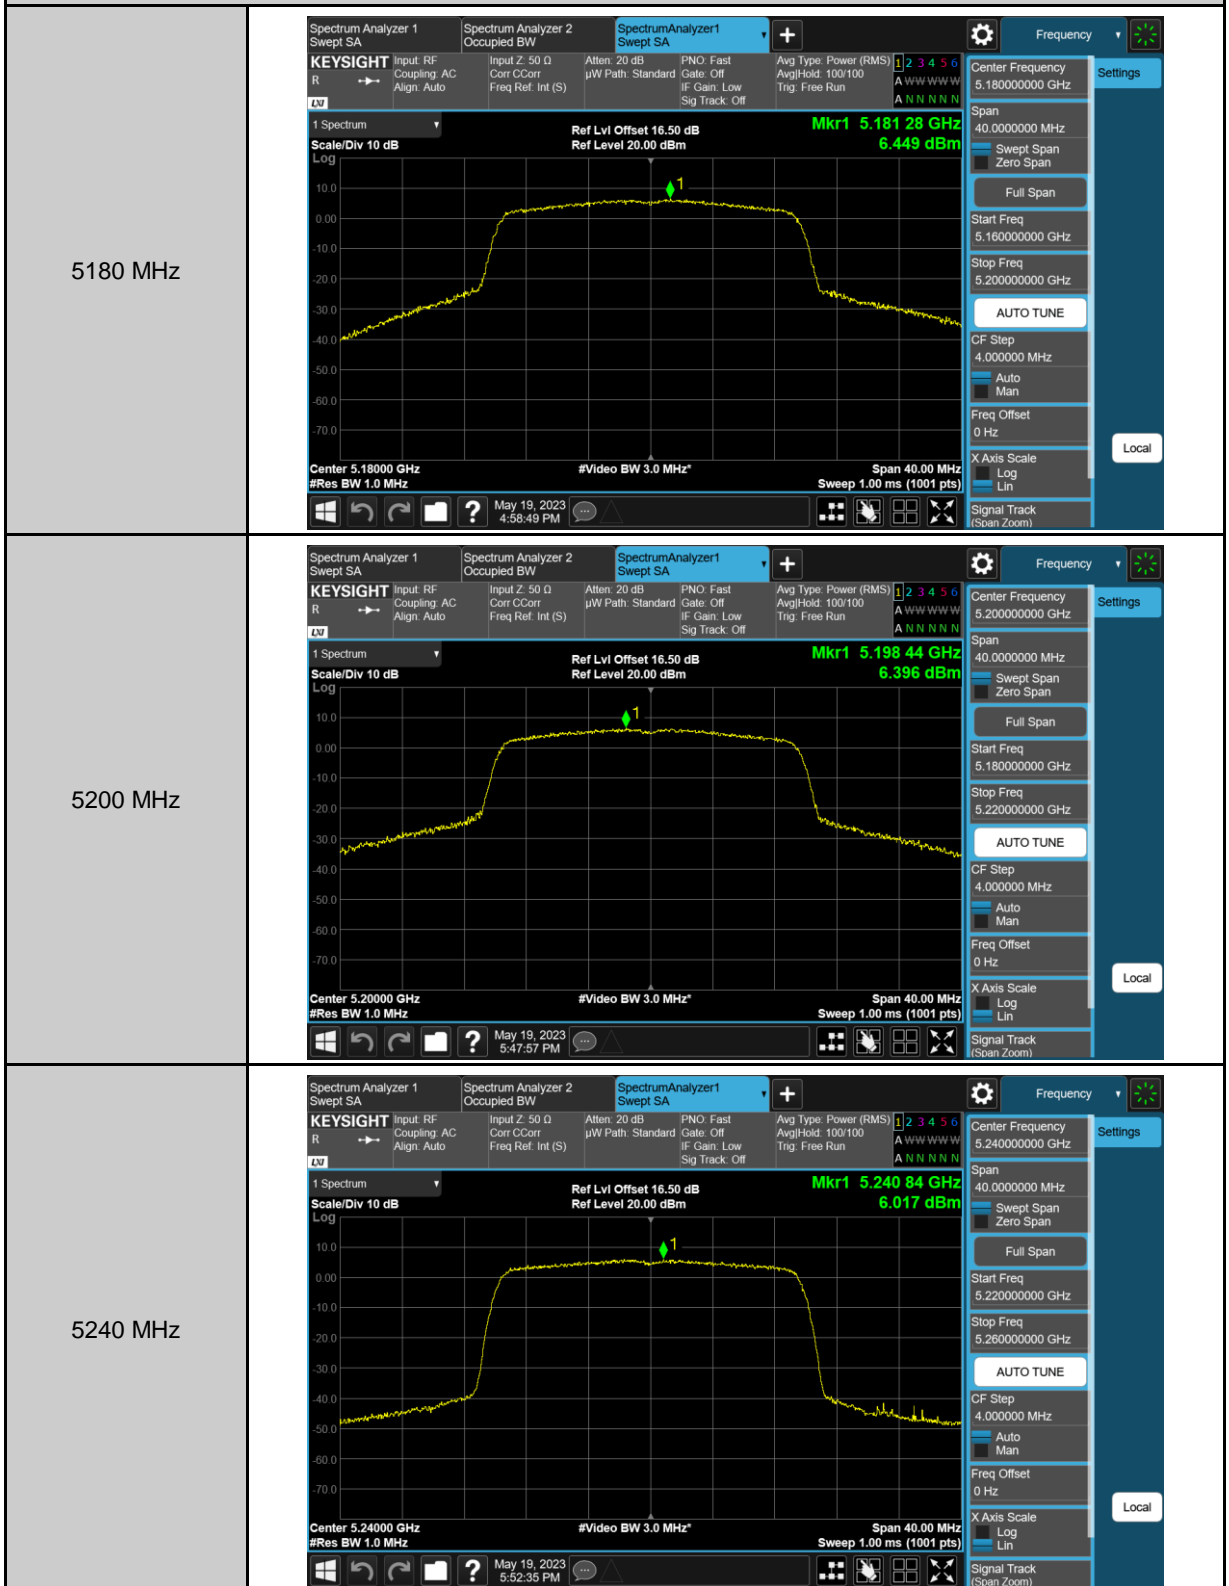 5180 MHz
Spectrum Analyzer 1
Swept SA
Spectrum Analyzer 2
Occupied BW
SpectrumAnalyzer1
Swept SA
Frequency
KEYSIGHT
R
LXI
Input: RF
Coupling: AC
Align: Auto
Input Z: 50 Ω
Corr CCorr
Freq Ref: Int (S)
Atten: 20 dB
µW Path: Standard
PNO: Fast
Gate: Off
IF Gain: Low
Sig Track: Off
Avg Type: Power (RMS)
Avg|Hold: 100/100
Trig: Free Run
1 2 3 4 5 6
A W W W W W
A N N N N N
1 Spectrum
Scale/Div 10 dB
Log
Ref Lvl Offset 16.50 dB
Ref Level 20.00 dBm
Mkr1 5.181 28 GHz
6.449 dBm
1
10.0
0.00
-10.0
-20.0
-30.0
-40.0
-50.0
-60.0
-70.0
Center 5.18000 GHz
#Res BW 1.0 MHz
#Video BW 3.0 MHz*
Span 40.00 MHz
Sweep 1.00 ms (1001 pts)
May 19, 2023
4:58:49 PM
Center Frequency
5.180000000 GHz
Settings
Span
40.0000000 MHz
Swept Span
Zero Span
Full Span
Start Freq
5.160000000 GHz
Stop Freq
5.200000000 GHz
AUTO TUNE
CF Step
4.000000 MHz
Auto
Man
Freq Offset
0 Hz
X Axis Scale
Log
Lin
Local
Signal Track
(Span Zoom)
5200 MHz
Spectrum Analyzer 1
Swept SA
Spectrum Analyzer 2
Occupied BW
SpectrumAnalyzer1
Swept SA
Frequency
KEYSIGHT
R
LXI
Input: RF
Coupling: AC
Align: Auto
Input Z: 50 Ω
Corr CCorr
Freq Ref: Int (S)
Atten: 20 dB
µW Path: Standard
PNO: Fast
Gate: Off
IF Gain: Low
Sig Track: Off
Avg Type: Power (RMS)
Avg|Hold: 100/100
Trig: Free Run
1 2 3 4 5 6
A W W W W W
A N N N N N
1 Spectrum
Scale/Div 10 dB
Log
Ref Lvl Offset 16.50 dB
Ref Level 20.00 dBm
Mkr1 5.198 44 GHz
6.396 dBm
1
10.0
0.00
-10.0
-20.0
-30.0
-40.0
-50.0
-60.0
-70.0
Center 5.20000 GHz
#Res BW 1.0 MHz
#Video BW 3.0 MHz*
Span 40.00 MHz
Sweep 1.00 ms (1001 pts)
May 19, 2023
5:47:57 PM
Center Frequency
5.200000000 GHz
Settings
Span
40.0000000 MHz
Swept Span
Zero Span
Full Span
Start Freq
5.180000000 GHz
Stop Freq
5.220000000 GHz
AUTO TUNE
CF Step
4.000000 MHz
Auto
Man
Freq Offset
0 Hz
X Axis Scale
Log
Lin
Local
Signal Track
(Span Zoom)
5240 MHz
Spectrum Analyzer 1
Swept SA
Spectrum Analyzer 2
Occupied BW
SpectrumAnalyzer1
Swept SA
Frequency
KEYSIGHT
R
LXI
Input: RF
Coupling: AC
Align: Auto
Input Z: 50 Ω
Corr CCorr
Freq Ref: Int (S)
Atten: 20 dB
µW Path: Standard
PNO: Fast
Gate: Off
IF Gain: Low
Sig Track: Off
Avg Type: Power (RMS)
Avg|Hold: 100/100
Trig: Free Run
1 2 3 4 5 6
A W W W W W
A N N N N N
1 Spectrum
Scale/Div 10 dB
Log
Ref Lvl Offset 16.50 dB
Ref Level 20.00 dBm
Mkr1 5.240 84 GHz
6.017 dBm
1
10.0
0.00
-10.0
-20.0
-30.0
-40.0
-50.0
-60.0
-70.0
Center 5.24000 GHz
#Res BW 1.0 MHz
#Video BW 3.0 MHz*
Span 40.00 MHz
Sweep 1.00 ms (1001 pts)
May 19, 2023
5:52:35 PM
Center Frequency
5.240000000 GHz
Settings
Span
40.0000000 MHz
Swept Span
Zero Span
Full Span
Start Freq
5.220000000 GHz
Stop Freq
5.260000000 GHz
AUTO TUNE
CF Step
4.000000 MHz
Auto
Man
Freq Offset
0 Hz
X Axis Scale
Log
Lin
Local
Signal Track
(Span Zoom)